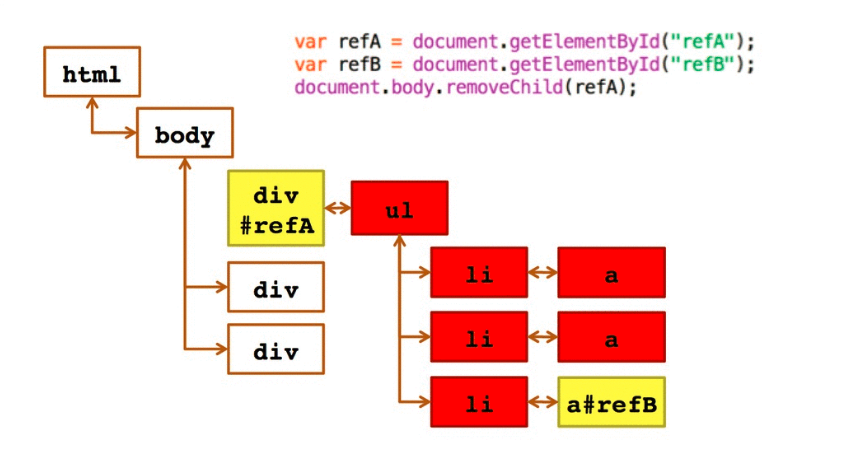 var refA = document.getElementById("refA");
var refB = document.getElementById("refB");
document.body.removeChild(refA);
html
body
div
#refA
ul
li
a
div
li
a
div
li
a#refB